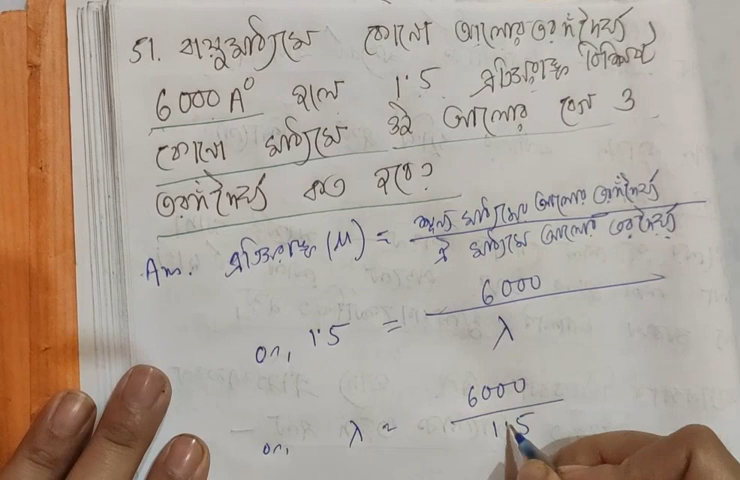 51. বায়ুমাধ্যমে কোনো আলোর তরঙ্গদৈর্ঘ্য
6000 A° হলে 1.5 প্রতিসরাঙ্ক বিশিষ্ট
কোনো মাধ্যমে ওই আলোর বেগ ও
তরঙ্গদৈর্ঘ্য কত হবে?
Ans. প্রতিসরাঙ্ক (μ) = শূন্য মাধ্যমে আলোর তরঙ্গদৈর্ঘ্য
ঐ মাধ্যমে আলোর তরঙ্গদৈর্ঘ্য
or, 1.5 = 6000
λ
or, λ = 6000
1.5